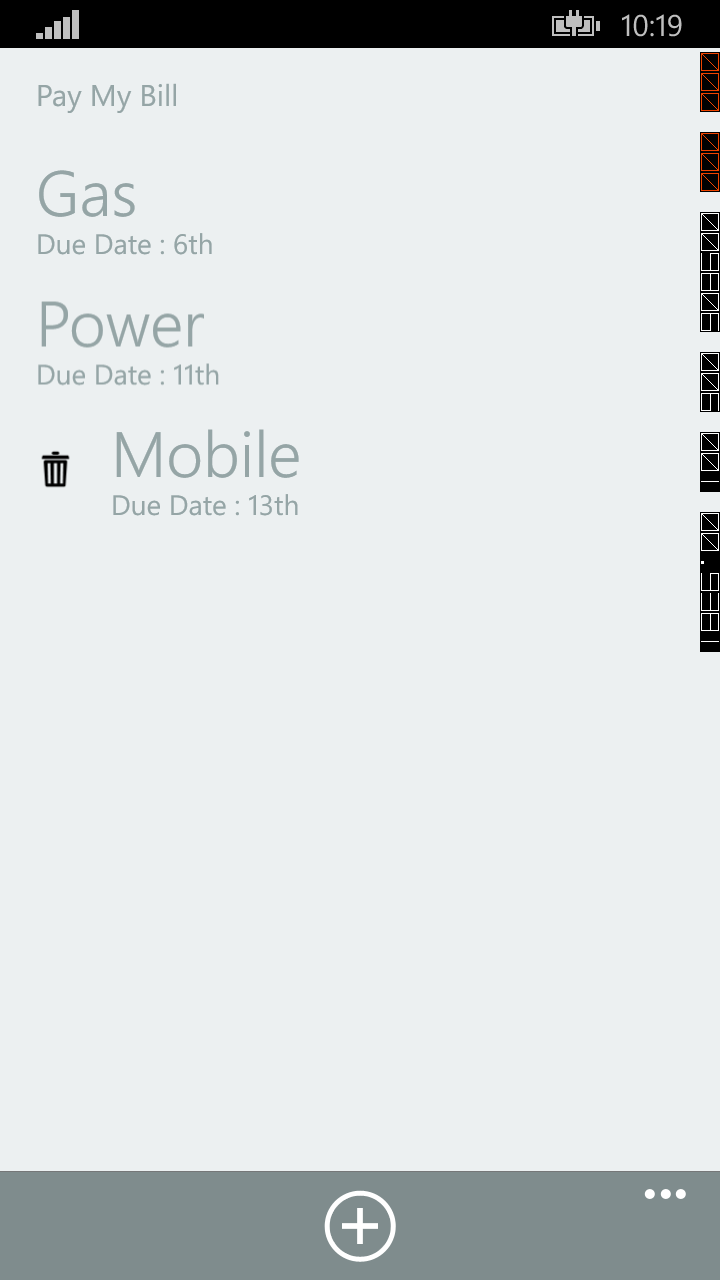 10:19
Pay My Bill
Gas
Due Date : 6th
Power
Due Date : 11th
Mobile
Due Date : 13th